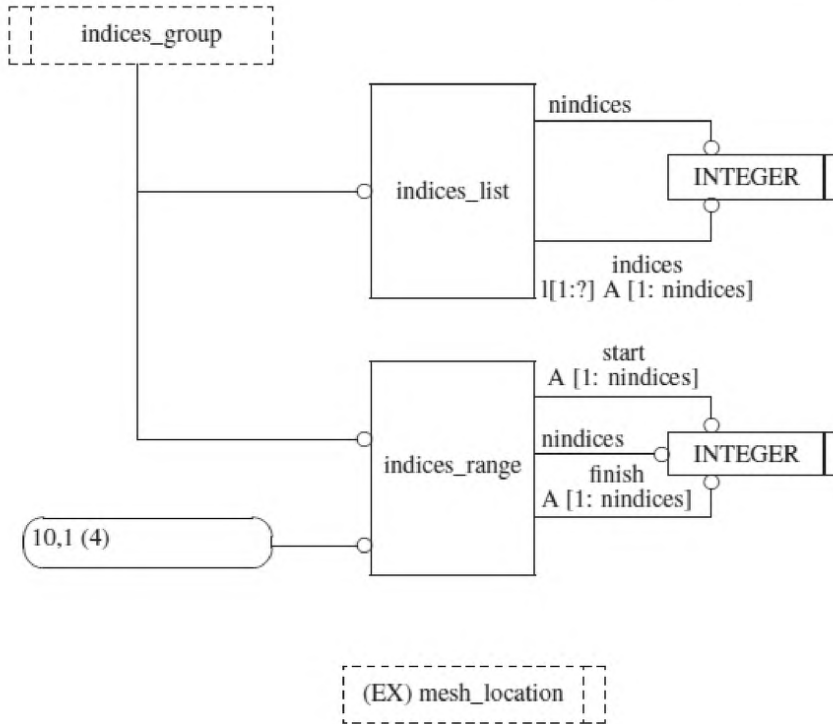 indices_group
nindices
INTEGER
indices_list
indices
l[1:?] A [1: nindices]
start
A [1: nindices]
nindices
INTEGER
indices_range
finish
A [1: nindices]
10,1 (4)
(EX) mesh_location